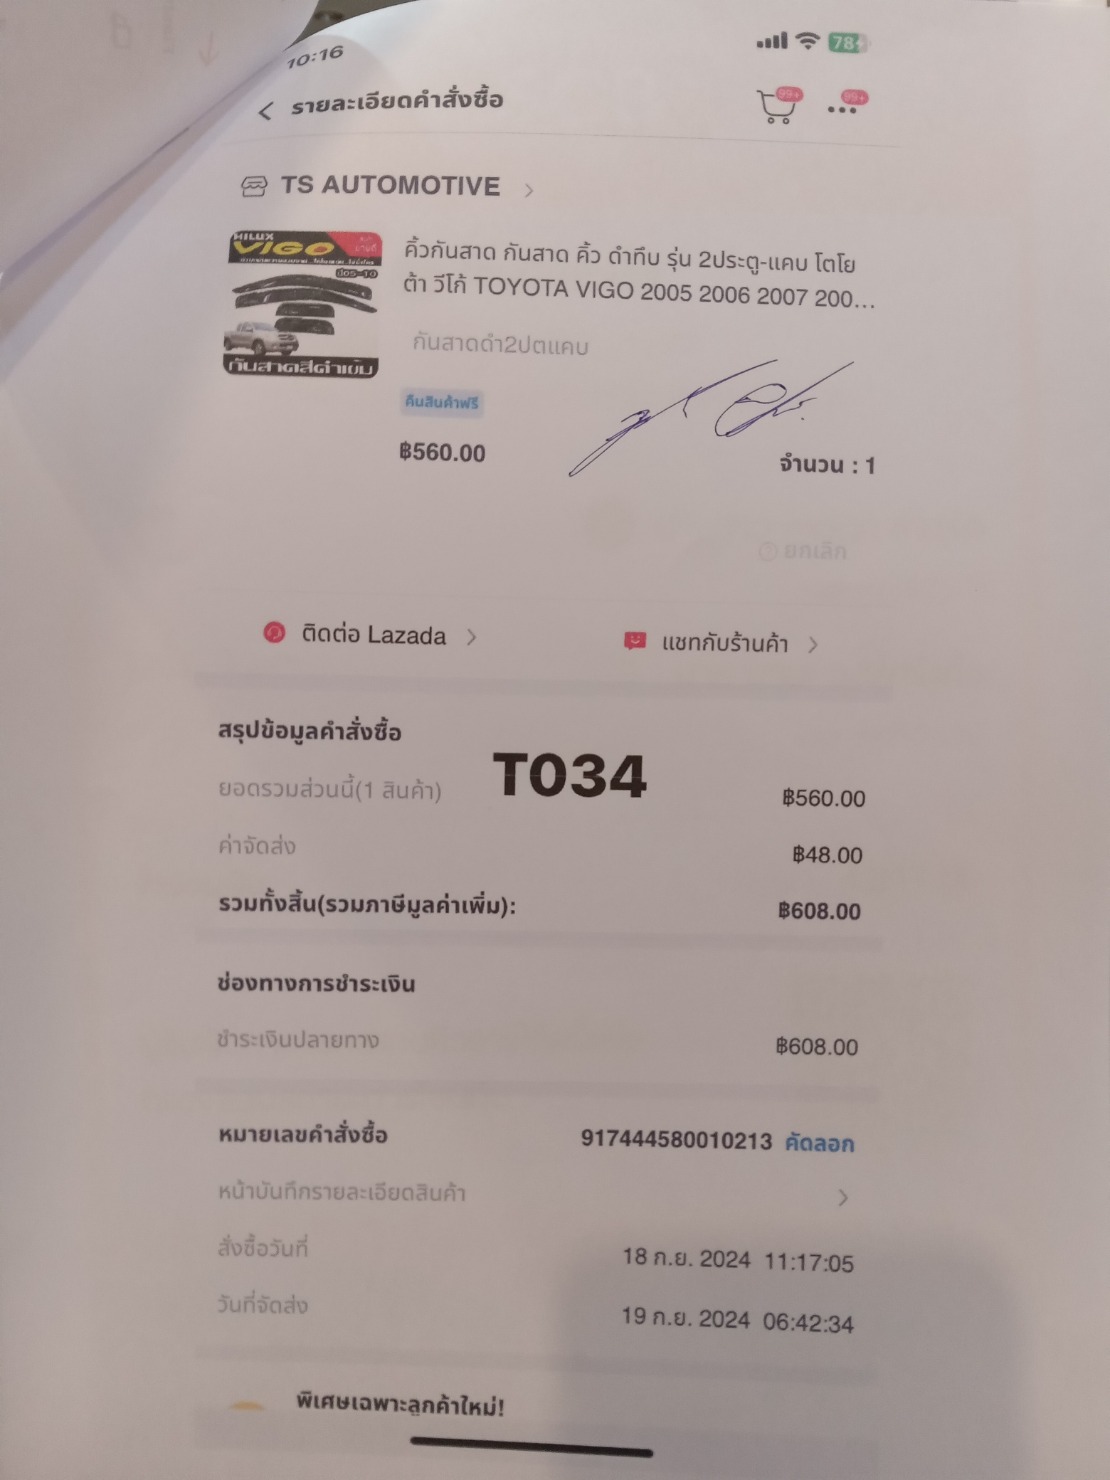 10:16
78
รายละเอียดคำสั่งซื้อ
99+
99+
TS AUTOMOTIVE
HILUX
VIGO
ปี05-10
กันสาดสีดำเข้ม
คิ้วกันสาด กันสาด คิ้ว ดำทึบ รุ่น 2ประตู-แคบ โตโย
ต้า วีโก้ TOYOTA VIGO 2005 2006 2007 200...
กันสาดดำ2ปตแคบ
คืนสินค้าฟรี
฿560.00
จำนวน : 1
ยกเลิก
ติดต่อ Lazada
แชทกับร้านค้า
สรุปข้อมูลคำสั่งซื้อ
T034
ยอดรวมส่วนนี้(1 สินค้า) ฿560.00
ค่าจัดส่ง ฿48.00
รวมทั้งสิ้น(รวมภาษีมูลค่าเพิ่ม): ฿608.00
ช่องทางการชำระเงิน
ชำระเงินปลายทาง ฿608.00
หมายเลขคำสั่งซื้อ 917444580010213 คัดลอก
หน้าบันทึกรายละเอียดสินค้า
สั่งซื้อวันที่ 18 ก.ย. 2024 11:17:05
วันที่จัดส่ง 19 ก.ย. 2024 06:42:34
พิเศษเฉพาะลูกค้าใหม่!